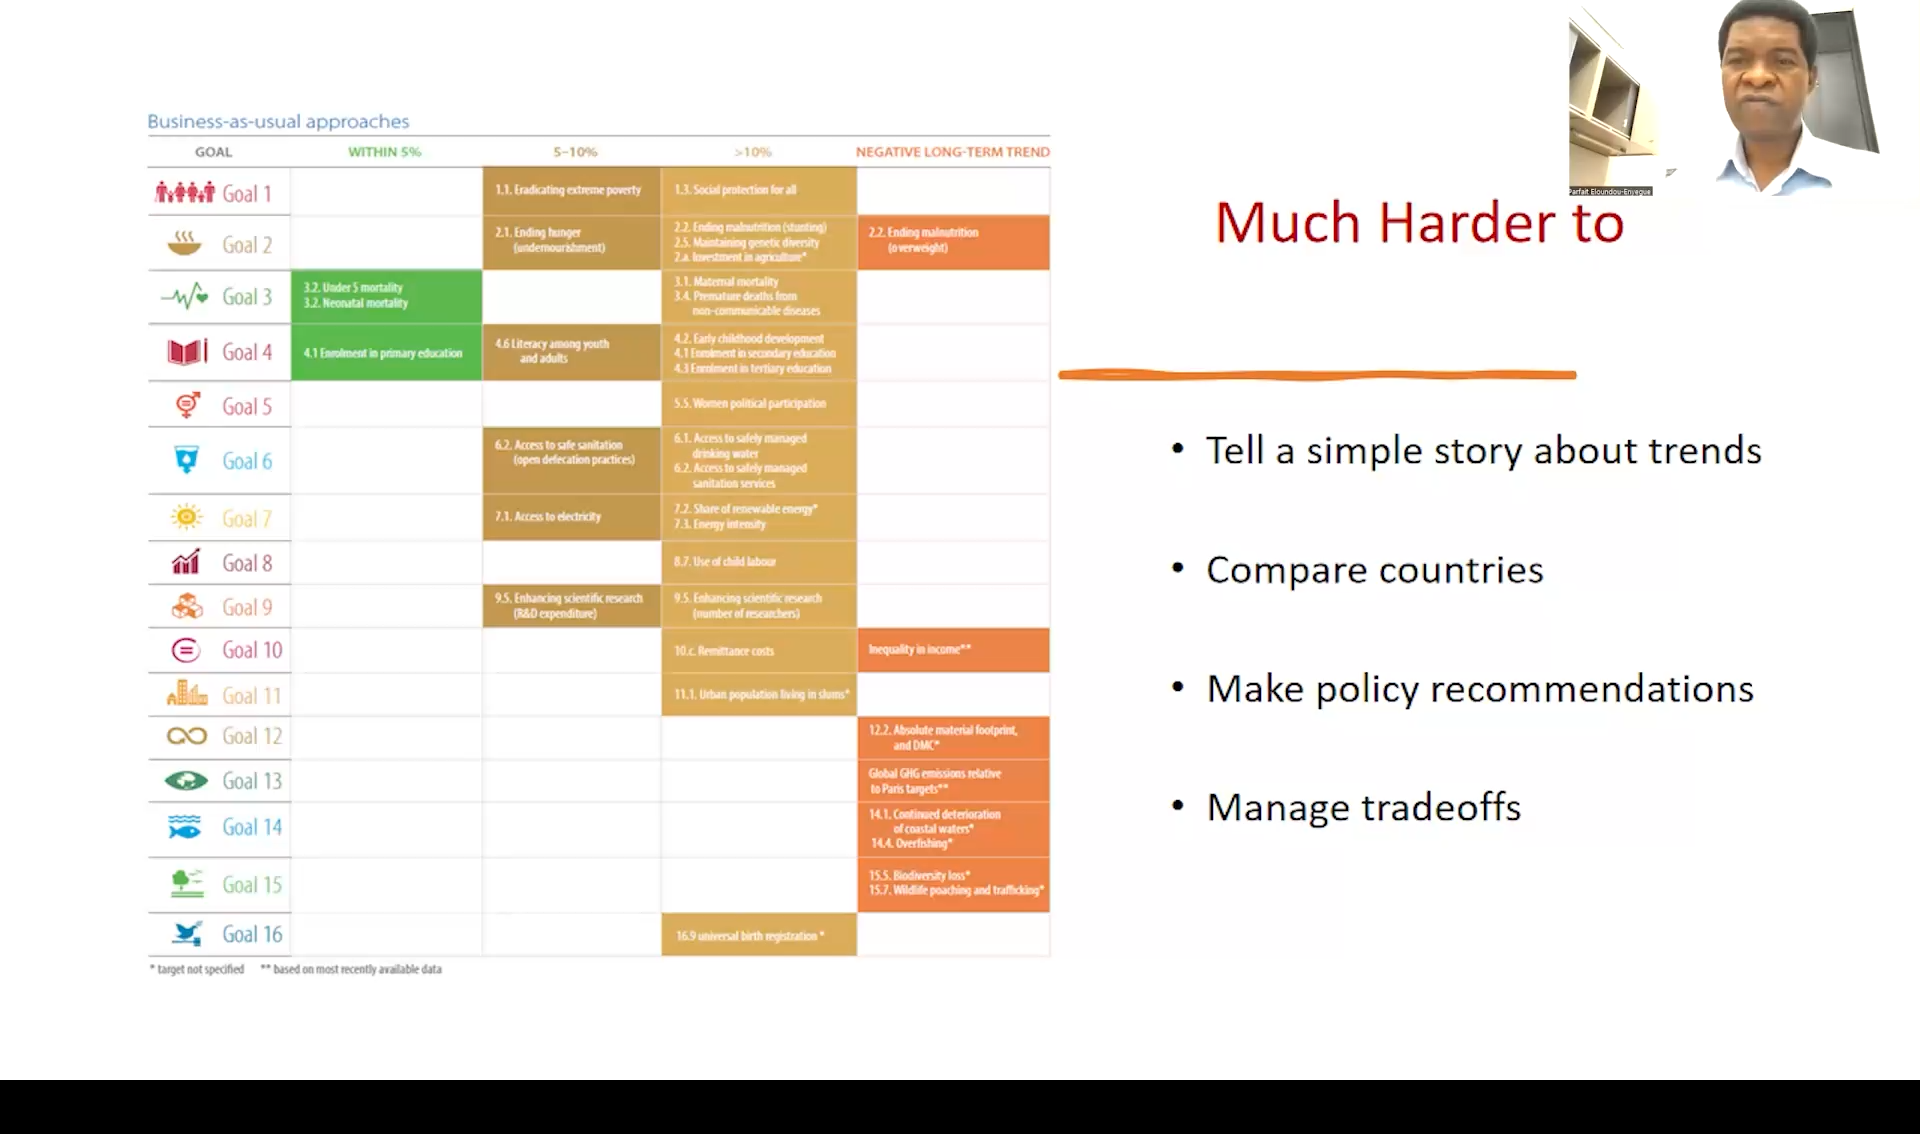 Business-as-usual approaches
GOAL WITHIN 5% 5–10% >10% NEGATIVE LONG-TERM TREND
Goal 1
1.1. Eradicating extreme poverty
1.3. Social protection for all
Goal 2
2.1. Ending hunger
(undernourishment)
2.2. Ending malnutrition (stunting)
2.5. Maintaining genetic diversity
2.a. Investment in agriculture*
2.2. Ending malnutrition
(overweight)
Goal 3
3.2. Under 5 mortality
3.2. Neonatal mortality
3.1. Maternal mortality
3.4. Premature deaths from
non-communicable diseases
Goal 4
4.1 Enrolment in primary education
4.6 Literacy among youth
and adults
4.2. Early childhood development
4.1 Enrolment in secondary education
4.3 Enrolment in tertiary education
Goal 5
5.5. Women political participation
Goal 6
6.2. Access to safe sanitation
(open defecation practices)
6.1. Access to safely managed
drinking water
6.2. Access to safely managed
sanitation services
Goal 7
7.1. Access to electricity
7.2. Share of renewable energy*
7.3. Energy intensity
Goal 8
8.7. Use of child labour
Goal 9
9.5. Enhancing scientific research
(R&D expenditure)
9.5. Enhancing scientific research
(number of researchers)
Goal 10
10.c. Remittance costs
Inequality in income**
Goal 11
11.1. Urban population living in slums*
Goal 12
12.2. Absolute material footprint,
and DMC*
Goal 13
Global GHG emissions relative
to Paris targets**
Goal 14
14.1. Continued deterioration
of coastal waters*
14.4. Overfishing*
Goal 15
15.5. Biodiversity loss*
15.7. Wildlife poaching and trafficking*
Goal 16
16.9 universal birth registration *
* target not specified ** based on most recently available data
Parfait Eloundou-Enyegue
Much Harder to
• Tell a simple story about trends
• Compare countries
• Make policy recommendations
• Manage tradeoffs